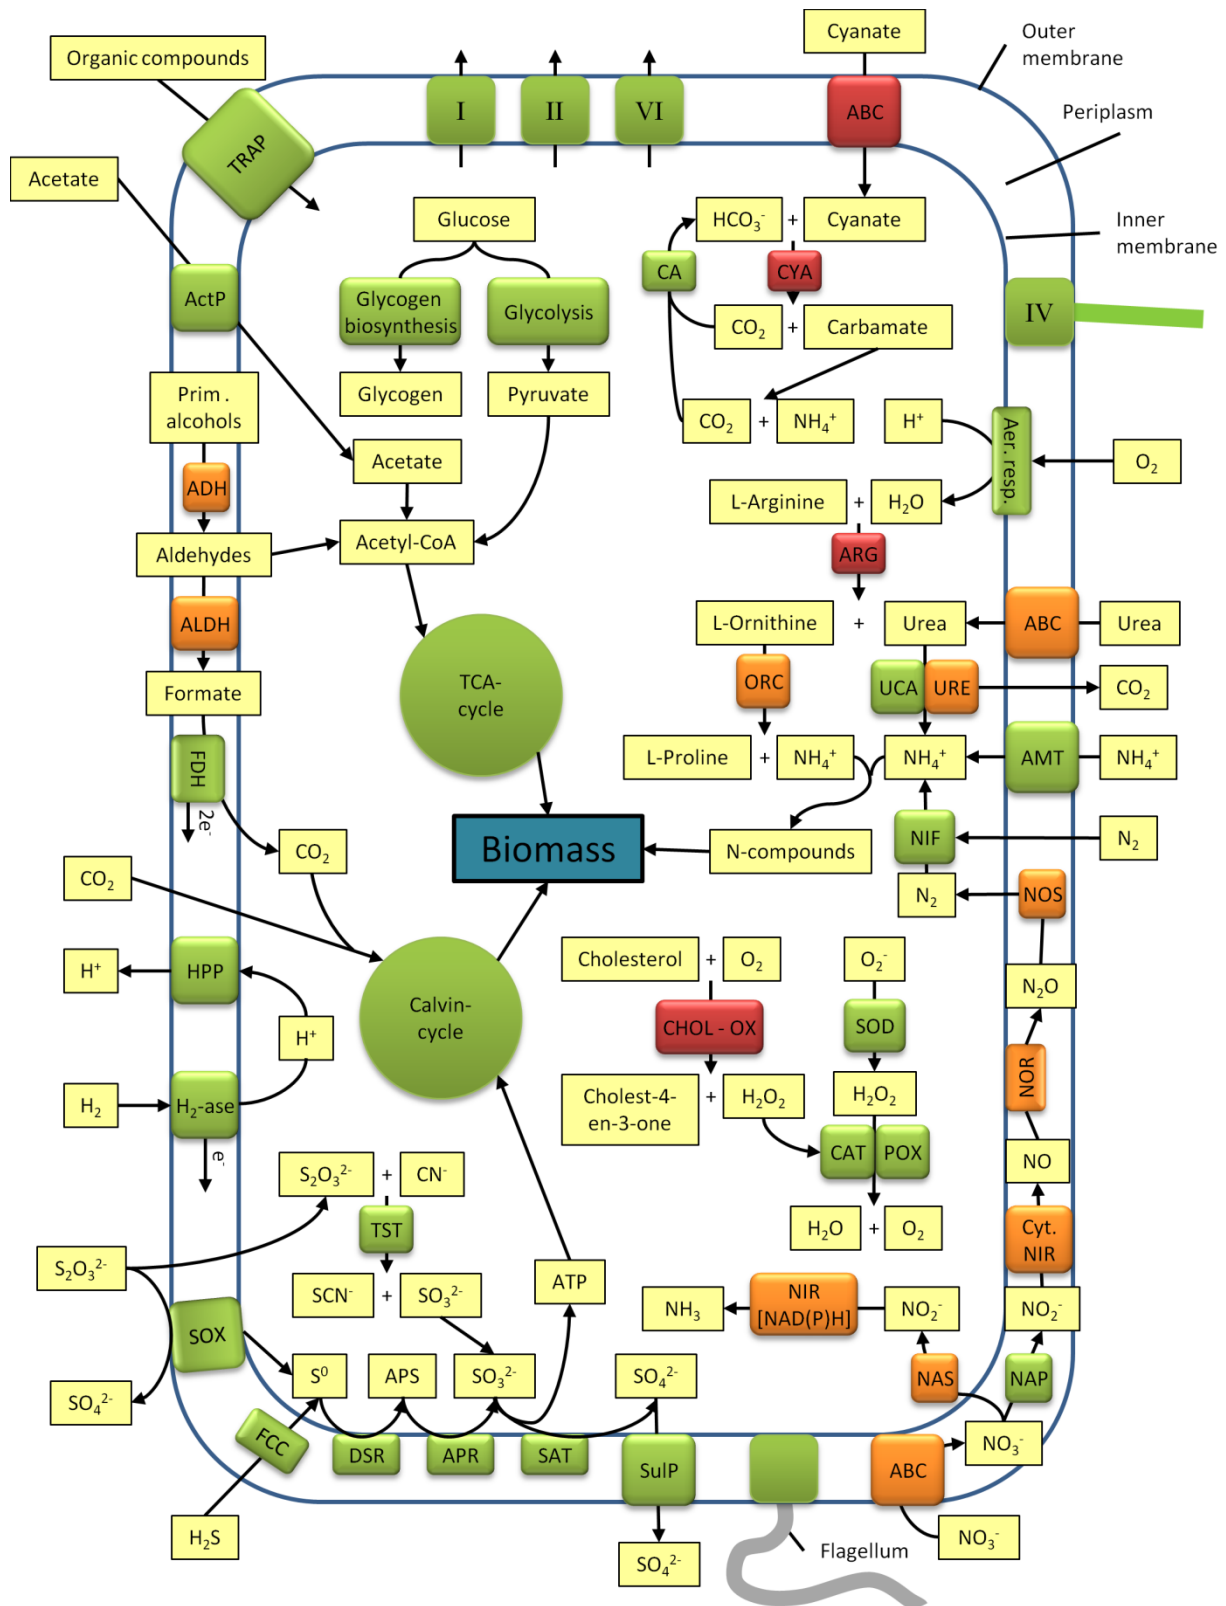 Cyanate
Outer
membrane
Organic compounds
I
II
VI
ABC
Periplasm
TRAP
Acetate
Glucose
HCO₃⁻ + Cyanate
Inner
membrane
CA
CYA
ActP
Glycogen
biosynthesis
Glycolysis
IV
CO₂ + Carbamate
Prim .
alcohols
Glycogen
Pyruvate
CO₂ + NH₄⁺
H⁺
Aer. resp.
O₂
ADH
Acetate
L-Arginine + H₂O
Aldehydes
Acetyl-CoA
ARG
ALDH
L-Ornithine + Urea
ABC
Urea
TCA-
cycle
ORC
UCA
URE
CO₂
Formate
FDH
2e⁻
L-Proline + NH₄⁺
NH₄⁺
AMT
NH₄⁺
Biomass
N-compounds
NIF
N₂
CO₂
CO₂
N₂
NOS
H⁺
HPP
Cholesterol + O₂
O₂⁻
N₂O
Calvin-
cycle
CHOL - OX
SOD
H⁺
NOR
H₂
H₂-ase
Cholest-4-
en-3-one
+ H₂O₂
H₂O₂
e⁻
CAT
POX
NO
S₂O₃²⁻ + CN⁻
TST
H₂O + O₂
Cyt.
NIR
S₂O₃²⁻
SCN⁻ + SO₃²⁻
ATP
NH₃
NIR
[NAD(P)H]
NO₂⁻
NO₂⁻
SOX
S⁰
APS
SO₃²⁻
SO₄²⁻
NAS
NAP
SO₄²⁻
FCC
DSR
APR
SAT
SulP
ABC
NO₃⁻
H₂S
SO₄²⁻
Flagellum
NO₃⁻